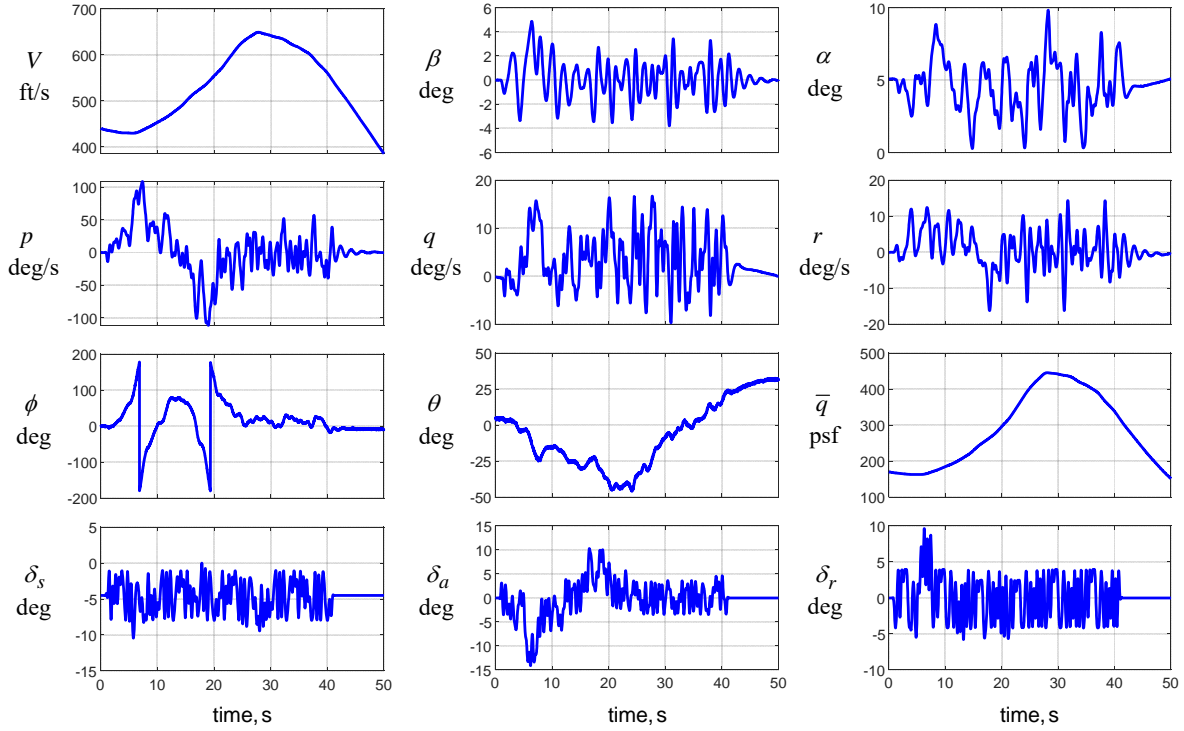 700
600
500
400
V
ft/s
6
4
2
0
-2
-4
-6
β
deg
10
5
0
α
deg
100
50
0
-50
-100
p
deg/s
20
10
0
-10
q
deg/s
20
10
0
-10
-20
r
deg/s
200
100
0
-100
-200
ϕ
deg
50
25
0
-25
-50
θ
deg
500
400
300
200
100
q̅
psf
5
0
-5
-10
-15
δs
deg
0 10 20 30 40 50
time, s
15
10
5
0
-5
-10
-15
δa
deg
0 10 20 30 40 50
time, s
10
5
0
-5
-10
δr
deg
0 10 20 30 40 50
time, s